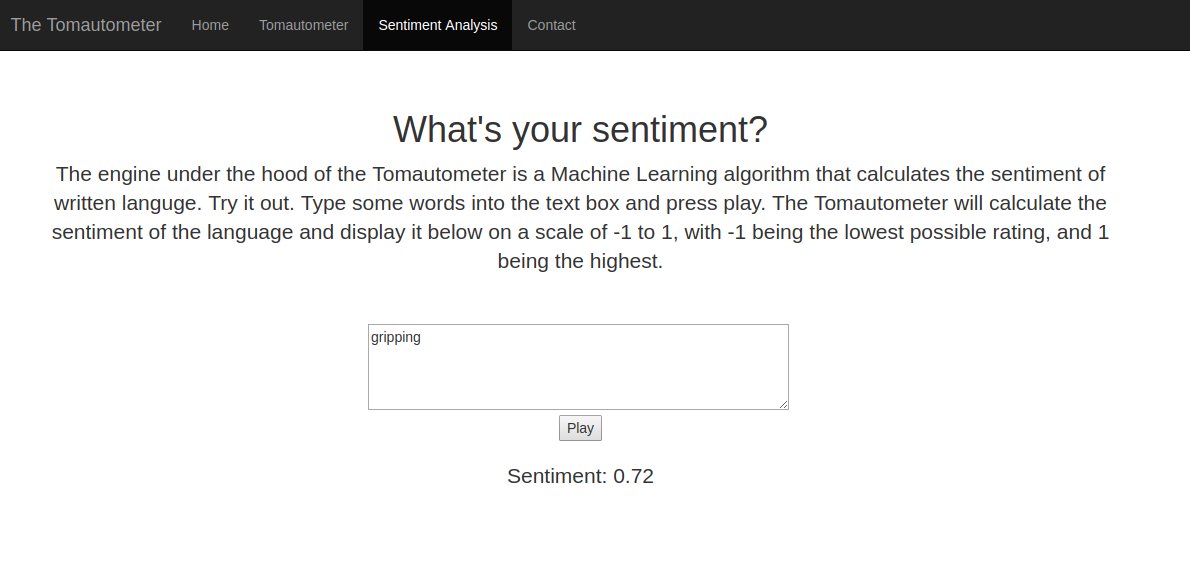 The Tomautometer Home Tomautometer Sentiment Analysis Contact
What's your sentiment?
The engine under the hood of the Tomautometer is a Machine Learning algorithm that calculates the sentiment of
written languge. Try it out. Type some words into the text box and press play. The Tomautometer will calculate the
sentiment of the language and display it below on a scale of -1 to 1, with -1 being the lowest possible rating, and 1
being the highest.
gripping
Play
Sentiment: 0.72